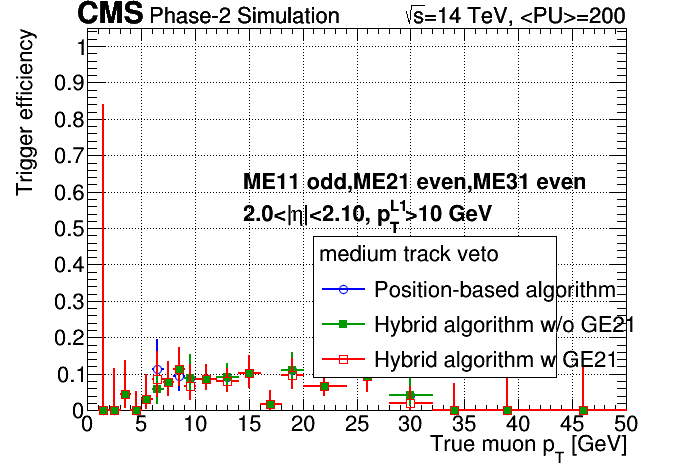 CMS Phase-2 Simulation √s=14 TeV, <PU>=200
Trigger efficiency
1
0.9
0.8
0.7
0.6
0.5
0.4
0.3
0.2
0.1
0
ME11 odd,ME21 even,ME31 even
2.0<|η|<2.10, p_T^L1>10 GeV
medium track veto
Position-based algorithm
Hybrid algorithm w/o GE21
Hybrid algorithm w GE21
0 5 10 15 20 25 30 35 40 45 50
True muon p_T [GeV]